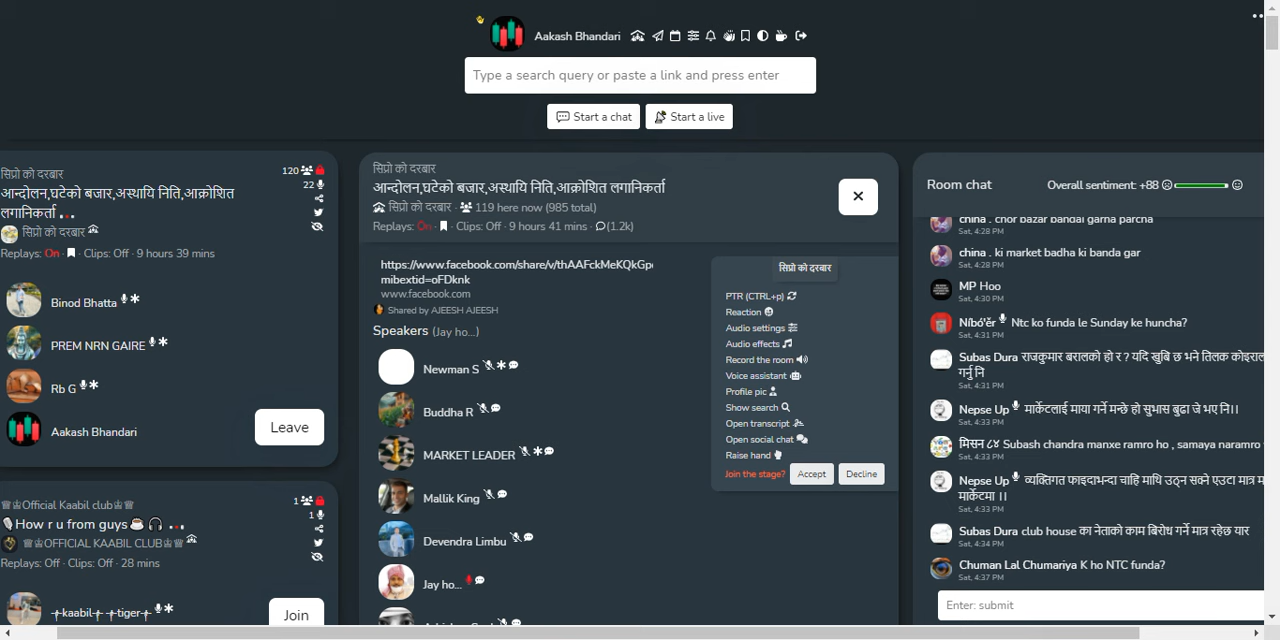 Aakash Bhandari
Type a search query or paste a link and press enter
Start a chat
Start a live
सिप्रो को दरबार
120
22
आन्दोलन,घटेको बजार,अस्थायि निति,आक्रोशित
लगानिकर्ता
सिप्रो को दरबार
Replays: On · Clips: Off · 9 hours 39 mins
Binod Bhatta
PREM NRN GAIRE
Rb G
Aakash Bhandari
Leave
♕♔Official Kaabil club♔♕
1
1
How r u from guys
♕♔OFFICIAL KAABIL CLUB♔♕
Replays: Off · Clips: Off · 28 mins
kaabil tiger
Join
सिप्रो को दरबार
आन्दोलन,घटेको बजार,अस्थायि निति,आक्रोशित लगानिकर्ता
सिप्रो को दरबार · 119 here now (985 total)
Replays: On · Clips: Off · 9 hours 41 mins · (1.2k)
https://www.facebook.com/share/v/thAAFckMeKQkGp
mibextid=oFDknk
www.facebook.com
Shared by AJEESH AJEESH
Speakers (Jay ho...)
Newman S
Buddha R
MARKET LEADER
Mallik King
Devendra Limbu
Jay ho...
सिप्रो को दरबार
PTR (CTRL+p)
Reaction
Audio settings
Audio effects
Record the room
Voice assistant
Profile pic
Show search
Open transcript
Open social chat
Raise hand
Join the stage? Accept Decline
Room chat
Overall sentiment: +88
china . chor bazar bandai garna parcha
Sat, 4:28 PM
china . ki market badha ki banda gar
Sat, 4:28 PM
MP Hoo
Sat, 4:30 PM
Níbó'ěr Ntc ko funda le Sunday ke huncha?
Sat, 4:31 PM
Subas Dura राजकुमार बरालको हो र ? यदि खुबि छ भने तिलक कोइरा
गर्नु नि
Sat, 4:31 PM
Nepse Up मार्केटलाई माया गर्ने मन्छे हो सुभास बुढा जे भए नि।।
Sat, 4:33 PM
मिसन ८४ Subash chandra manxe ramro ho , samaya naramro
Sat, 4:33 PM
Nepse Up व्यक्तिगत फाइदाभन्दा चाहि माथि उठ्न सक्ने एउटा मात्र
मार्केटमा ।।
Sat, 4:33 PM
Subas Dura club house का नेताको काम बिरोध गर्ने मात्र रहेछ यार
Sat, 4:34 PM
Chuman Lal Chumariya K ho NTC funda?
Sat, 4:37 PM
Enter: submit